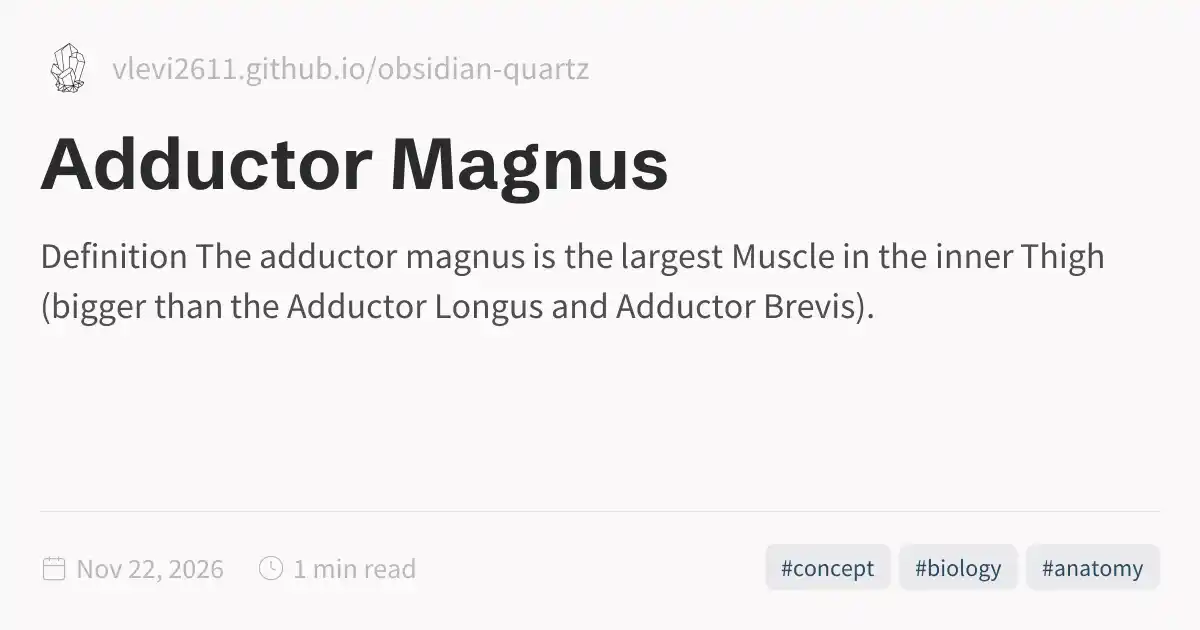 vlevi2611.github.io/obsidian-quartz
Adductor Magnus
Definition The adductor magnus is the largest Muscle in the inner Thigh
(bigger than the Adductor Longus and Adductor Brevis).
Nov 22, 2026 1 min read #concept #biology #anatomy